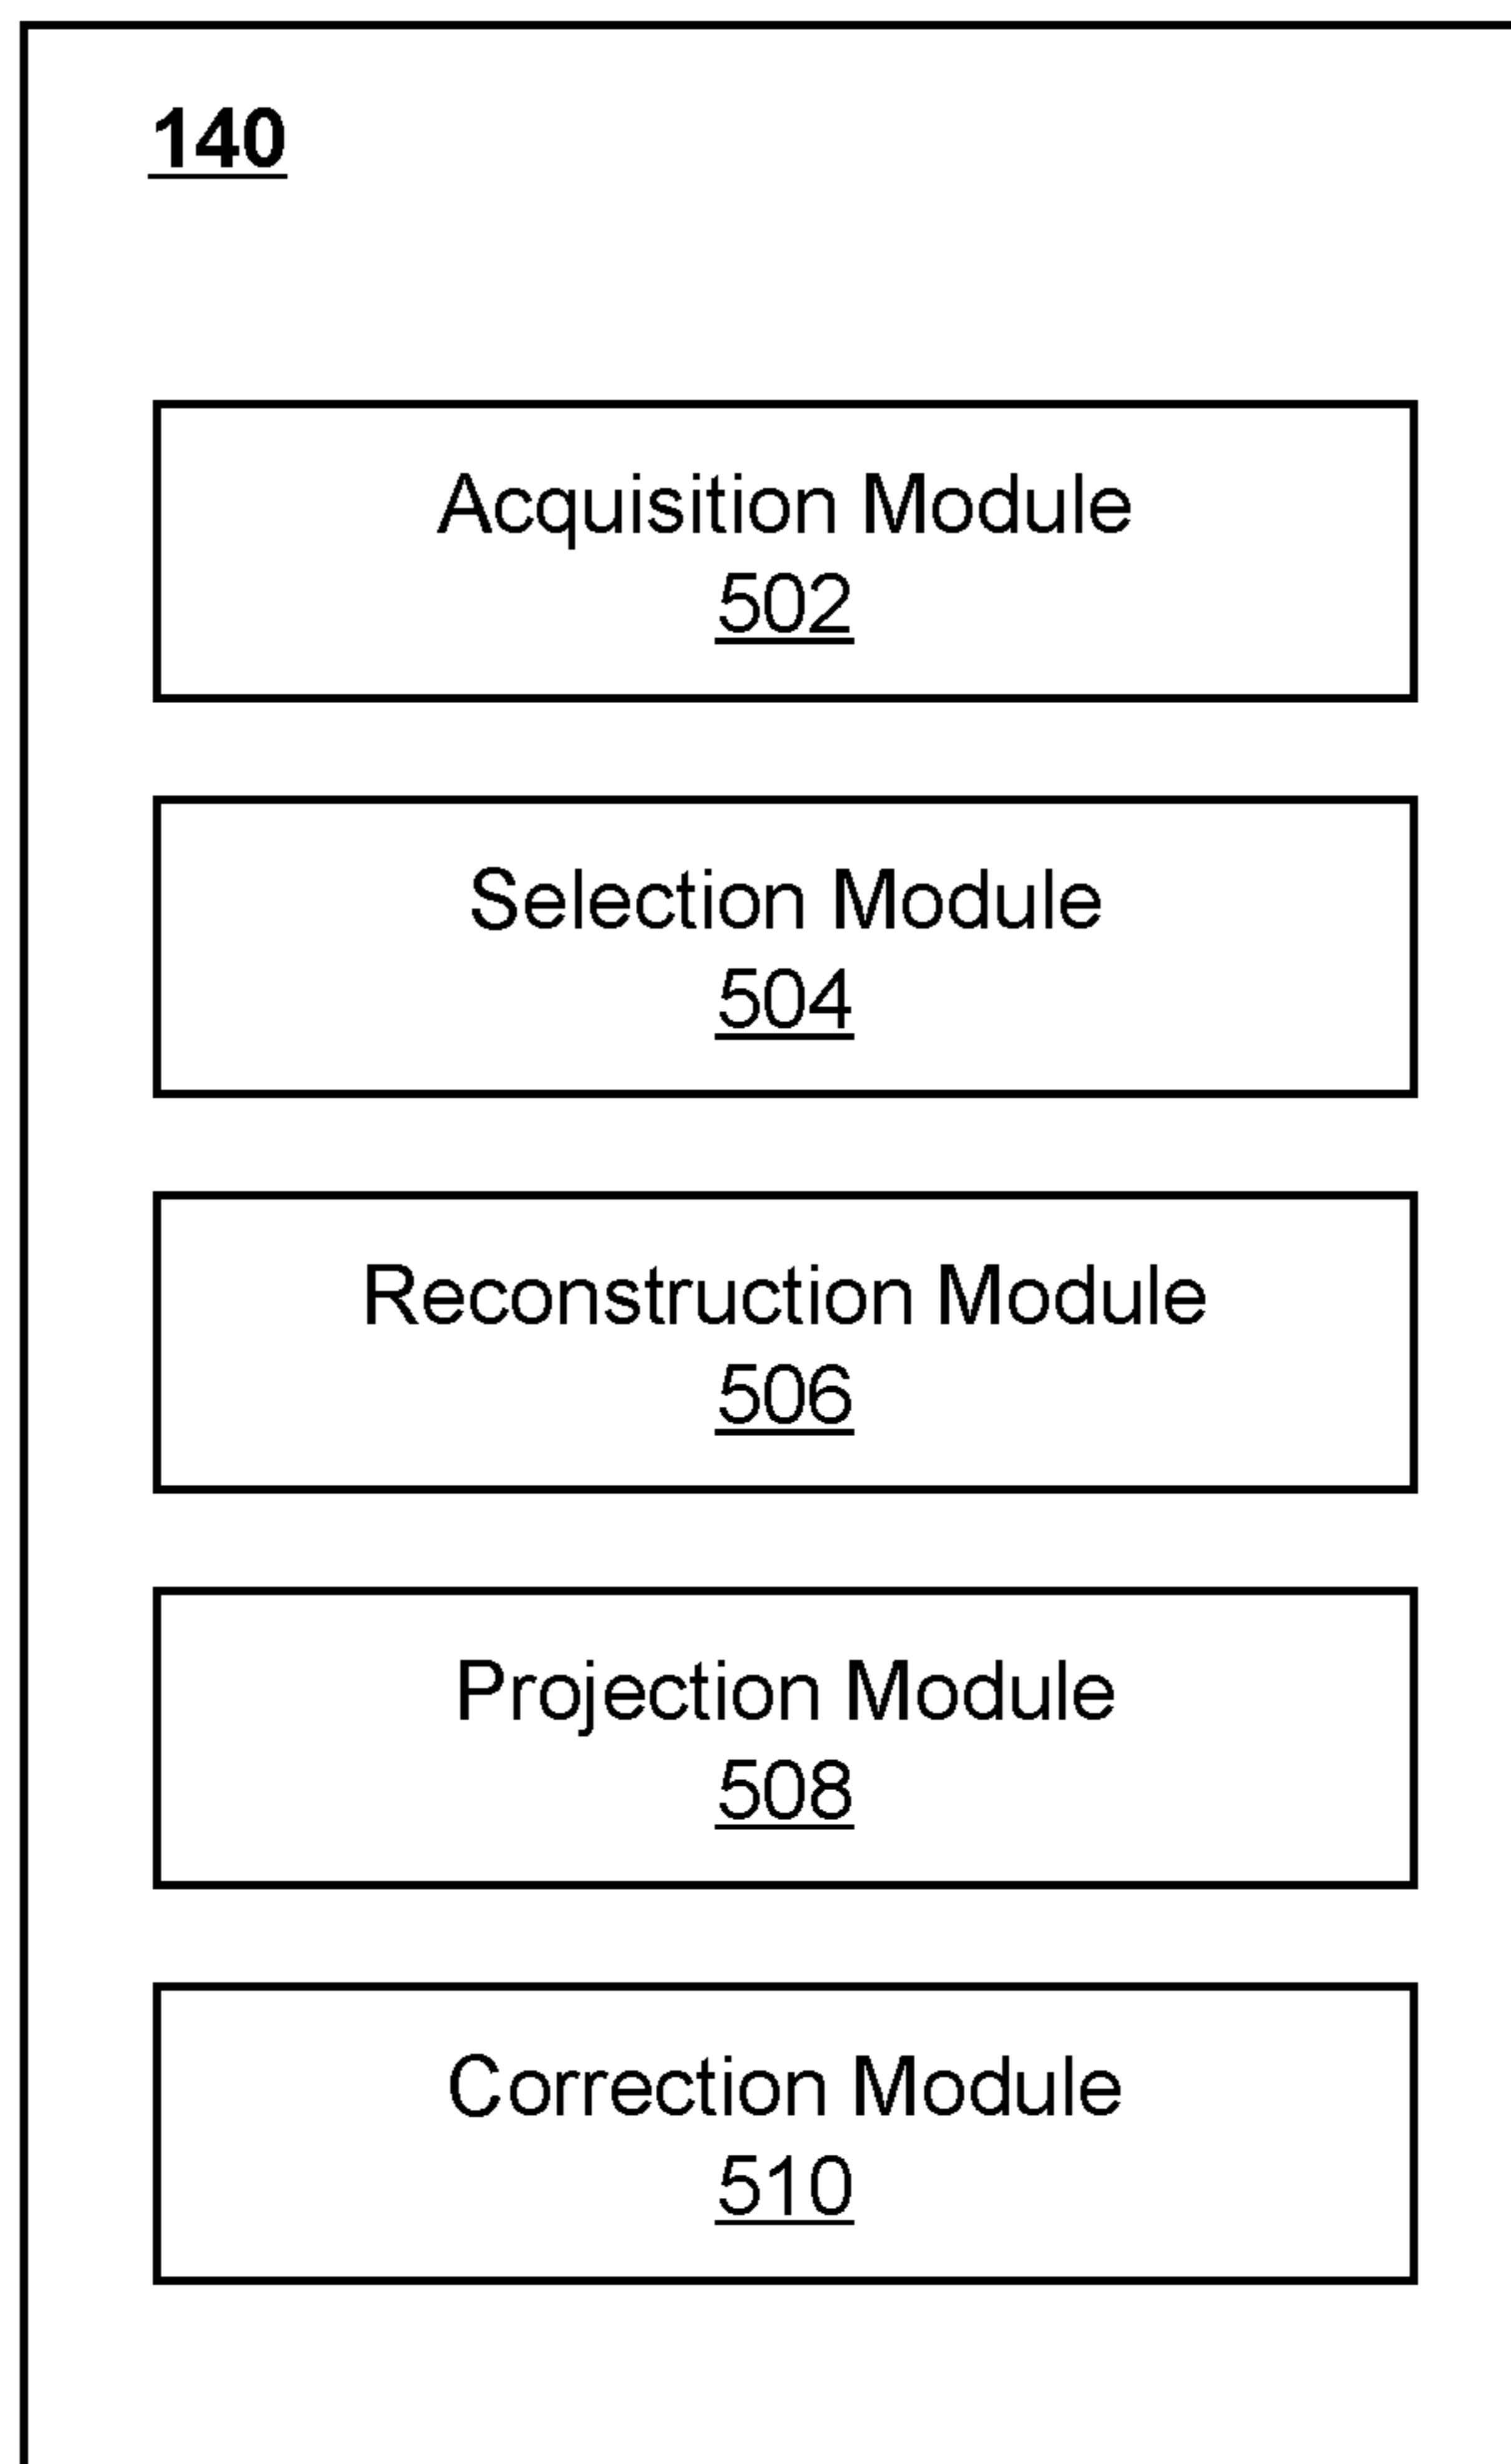 140
Acquisition Module
502
Selection Module
504
Reconstruction Module
506
Projection Module
508
Correction Module
510